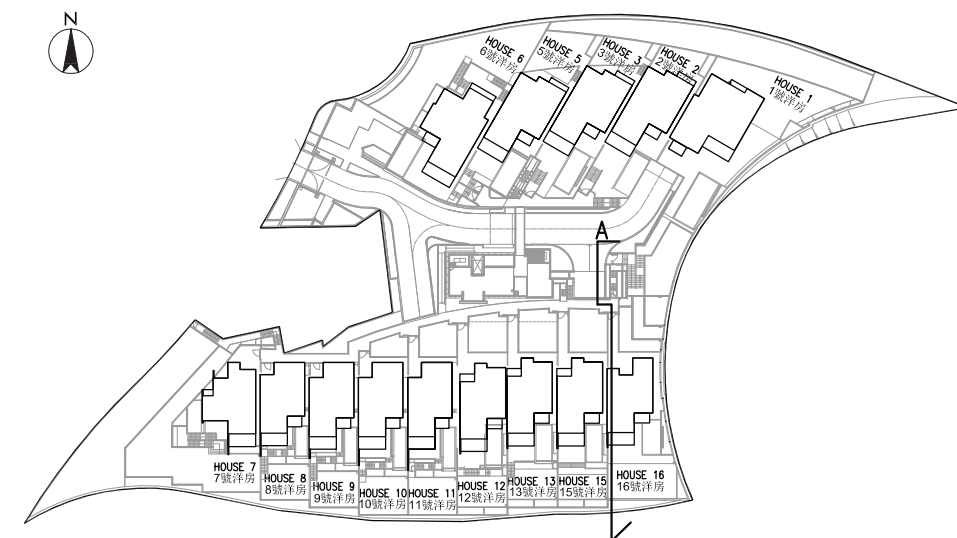 N
HOUSE 6
6號洋房
HOUSE 5
5號洋房
HOUSE 3
3號洋房
HOUSE 2
2號洋房
HOUSE 1
1號洋房
A
HOUSE 7
7號洋房
HOUSE 8
8號洋房
HOUSE 9
9號洋房
HOUSE 10
10號洋房
HOUSE 11
11號洋房
HOUSE 12
12號洋房
HOUSE 13
13號洋房
HOUSE 15
15號洋房
HOUSE 16
16號洋房